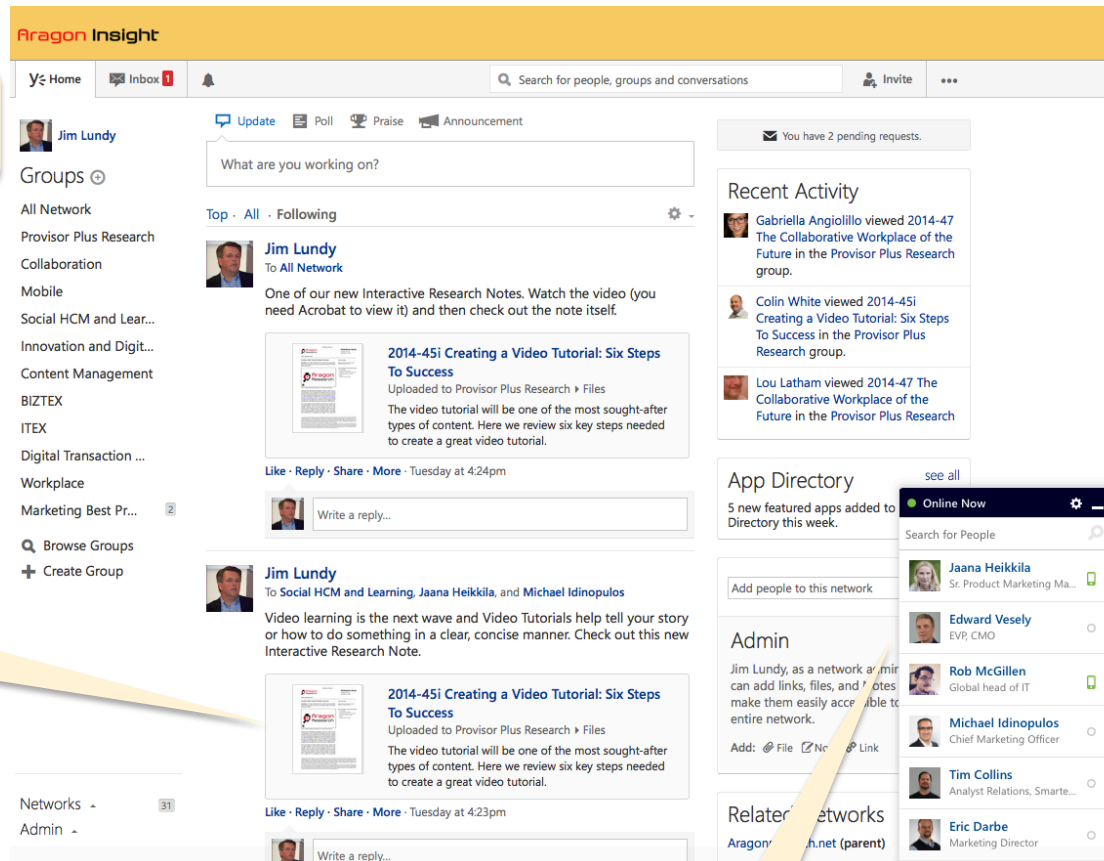 Aragon Insight
Home
Inbox 1
Search for people, groups and conversations
Invite
Jim Lundy
Groups
All Network
Provisor Plus Research
Collaboration
Mobile
Social HCM and Lear...
Innovation and Digit...
Content Management
BIZTEX
ITEX
Digital Transaction ...
Workplace
Marketing Best Pr... 2
Browse Groups
Create Group
Networks 31
Admin
Update Poll Praise Announcement
What are you working on?
Top · All · Following
Jim Lundy
To All Network
One of our new Interactive Research Notes. Watch the video (you
need Acrobat to view it) and then check out the note itself.
Aragon
Research
2014-45i Creating a Video Tutorial: Six Steps
To Success
Uploaded to Provisor Plus Research ▸ Files
The video tutorial will be one of the most sought-after
types of content. Here we review six key steps needed
to create a great video tutorial.
Like · Reply · Share · More · Tuesday at 4:24pm
Write a reply...
Jim Lundy
To Social HCM and Learning, Jaana Heikkila, and Michael Idinopulos
Video learning is the next wave and Video Tutorials help tell your story
or how to do something in a clear, concise manner. Check out this new
Interactive Research Note.
Aragon
Research
2014-45i Creating a Video Tutorial: Six Steps
To Success
Uploaded to Provisor Plus Research ▸ Files
The video tutorial will be one of the most sought-after
types of content. Here we review six key steps needed
to create a great video tutorial.
Like · Reply · Share · More · Tuesday at 4:23pm
Write a reply...
You have 2 pending requests.
Recent Activity
Gabriella Angiolillo viewed 2014-47
The Collaborative Workplace of the
Future in the Provisor Plus Research
group.
Colin White viewed 2014-45i
Creating a Video Tutorial: Six Steps
To Success in the Provisor Plus
Research group.
Lou Latham viewed 2014-47 The
Collaborative Workplace of the
Future in the Provisor Plus Research
App Directory
see all
5 new featured apps added to
Directory this week.
Add people to this network
Admin
Jim Lundy, as a network
can add links, files, and
make them easily
entire network.
Add: File Link
Related
(parent)
Online Now
Search for People
Jaana Heikkila
Sr. Product Marketing Ma...
Edward Vesely
EVP, CMO
Rob McGillen
Global head of IT
Michael Idinopulos
Chief Marketing Officer
Tim Collins
Analyst Relations, Smarte...
Eric Darbe
Marketing Director